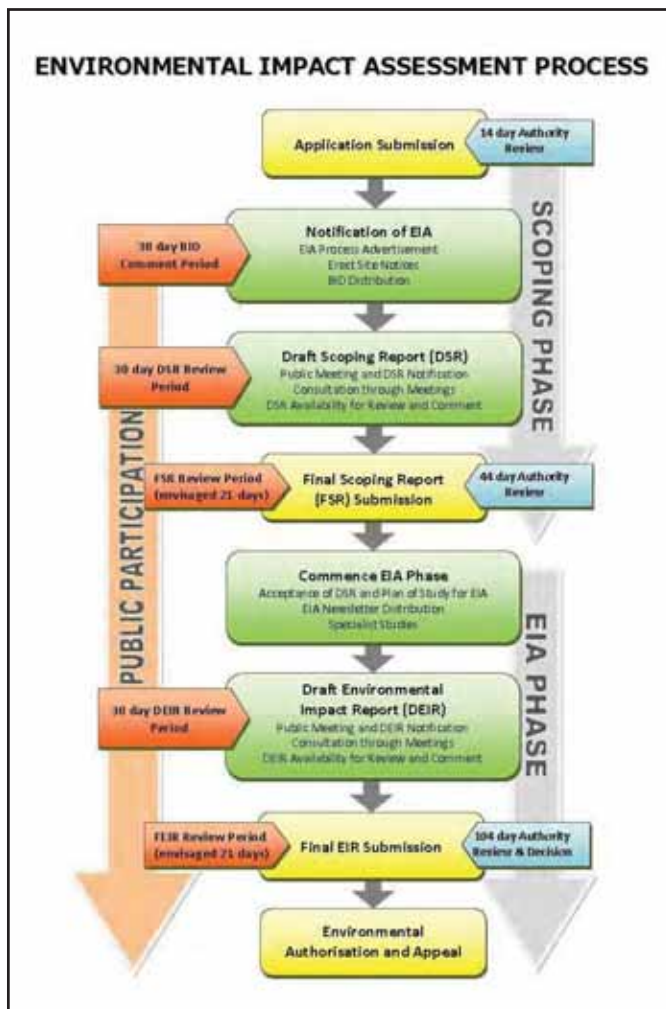 ENVIRONMENTAL IMPACT ASSESSMENT PROCESS
Application Submission
14 day Authority
Review
SCOPING PHASE
Notification of EIA
EIA Process Advertisement
Erect Site Notices
BID Distribution
30 day BID
Comment Period
PUBLIC PARTICIPATION
Draft Scoping Report (DSR)
Public Meeting and DSR Notification
Consultation through Meetings
DSR Availability for Review and Comment
30 day DSR Review
Period
FSR Review Period
(envisaged 21 days)
Final Scoping Report
(FSR) Submission
44 day Authority
Review
Commence EIA Phase
Acceptance of DSR and Plan of Study for EIA
EIA Newsletter Distribution
Specialist Studies
EIA PHASE
30 day DEIR Review
Period
Draft Environmental
Impact Report (DEIR)
Public Meeting and DEIR Notification
Consultation through Meetings
DEIR Availability for Review and Comment
FEIR Review Period
(envisaged 21 days)
Final EIR Submission
104 day Authority
Review & Decision
Environmental
Authorisation and Appeal